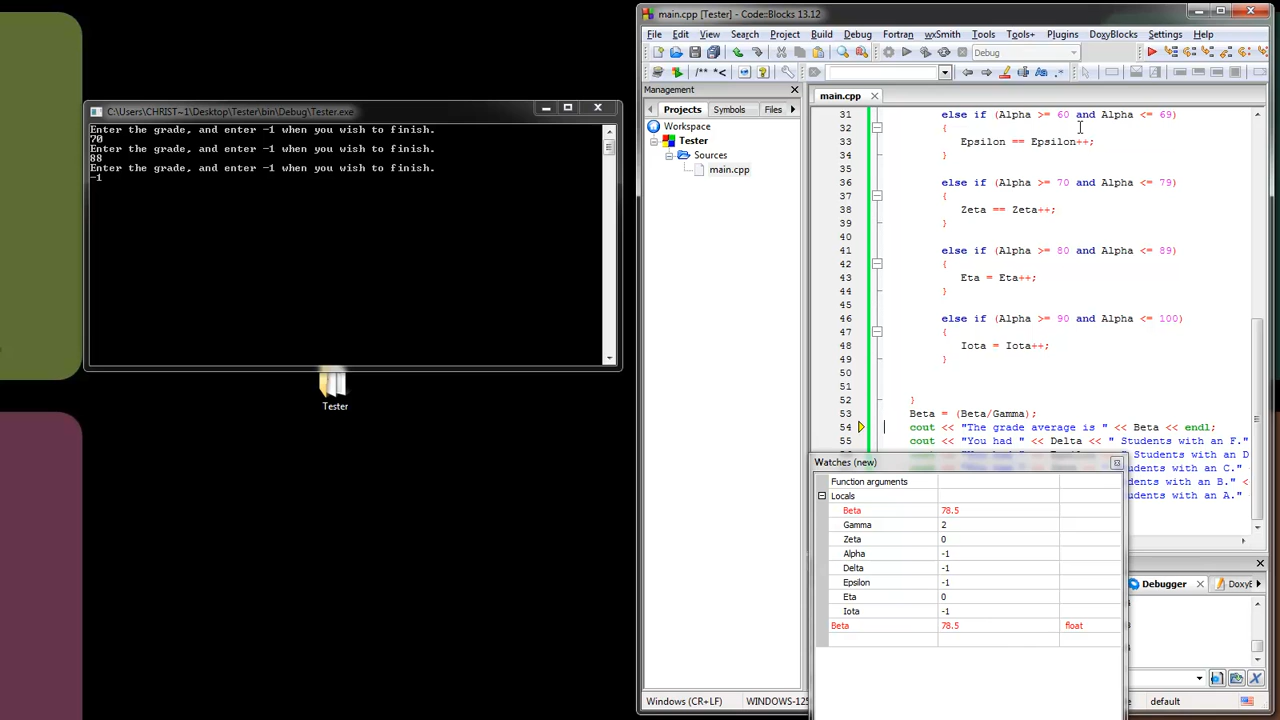 main.cpp [Tester] - Code::Blocks 13.12
File Edit View Search Project Build Debug Fortran wxSmith Tools Tools+ Plugins DoxyBlocks Settings Help
Debug
/** *<
Management
Projects Symbols Files
Workspace
Tester
Sources
main.cpp
main.cpp
31 else if (Alpha >= 60 and Alpha <= 69)
32 {
33 Epsilon == Epsilon++;
34 }
35
36 else if (Alpha >= 70 and Alpha <= 79)
37 {
38 Zeta == Zeta++;
39 }
40
41 else if (Alpha >= 80 and Alpha <= 89)
42 {
43 Eta = Eta++;
44 }
45
46 else if (Alpha >= 90 and Alpha <= 100)
47 {
48 Iota = Iota++;
49 }
50
51
52 }
53 Beta = (Beta/Gamma);
54 cout << "The grade average is " << Beta << endl;
55 cout << "You had " << Delta << " Students with an F."
Students with an D
udents with an C."
udents with an B." <
udents with an A."
C:\Users\CHRIST~1\Desktop\Tester\bin\Debug\Tester.exe
Enter the grade, and enter -1 when you wish to finish.
70
Enter the grade, and enter -1 when you wish to finish.
88
Enter the grade, and enter -1 when you wish to finish.
-1
Tester
Watches (new)
Function arguments
Locals
Beta 78.5
Gamma 2
Zeta 0
Alpha -1
Delta -1
Epsilon -1
Eta 0
Iota -1
Beta 78.5 float
Debugger
DoxyB
Windows (CR+LF) WINDOWS-125
default